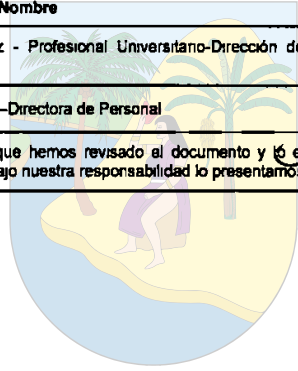 Nombre
z - Profesional Universitario-Dirección de
–Directora de Personal
que hemos revisado el documento y lo e
ajo nuestra responsabilidad lo presentamos